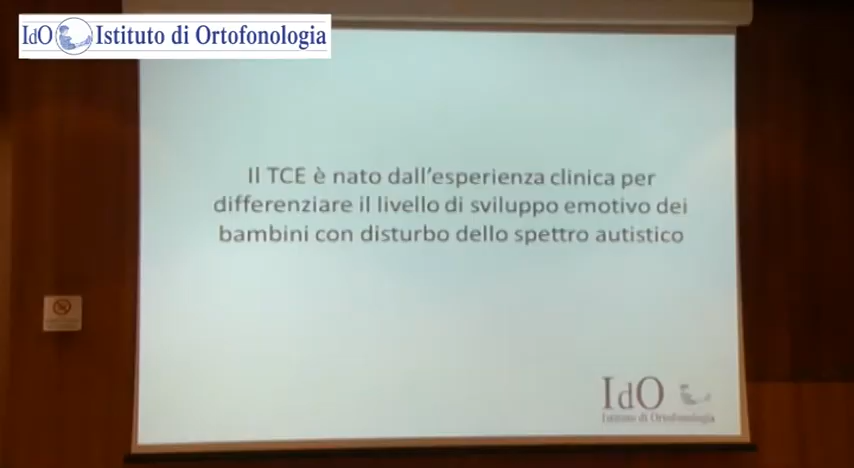 IdO Istituto di Ortofonologia
Il TCE è nato dall'esperienza clinica per
differenziare il livello di sviluppo emotivo dei
bambini con disturbo dello spettro autistico
IdO
Istituto di Ortofonologia